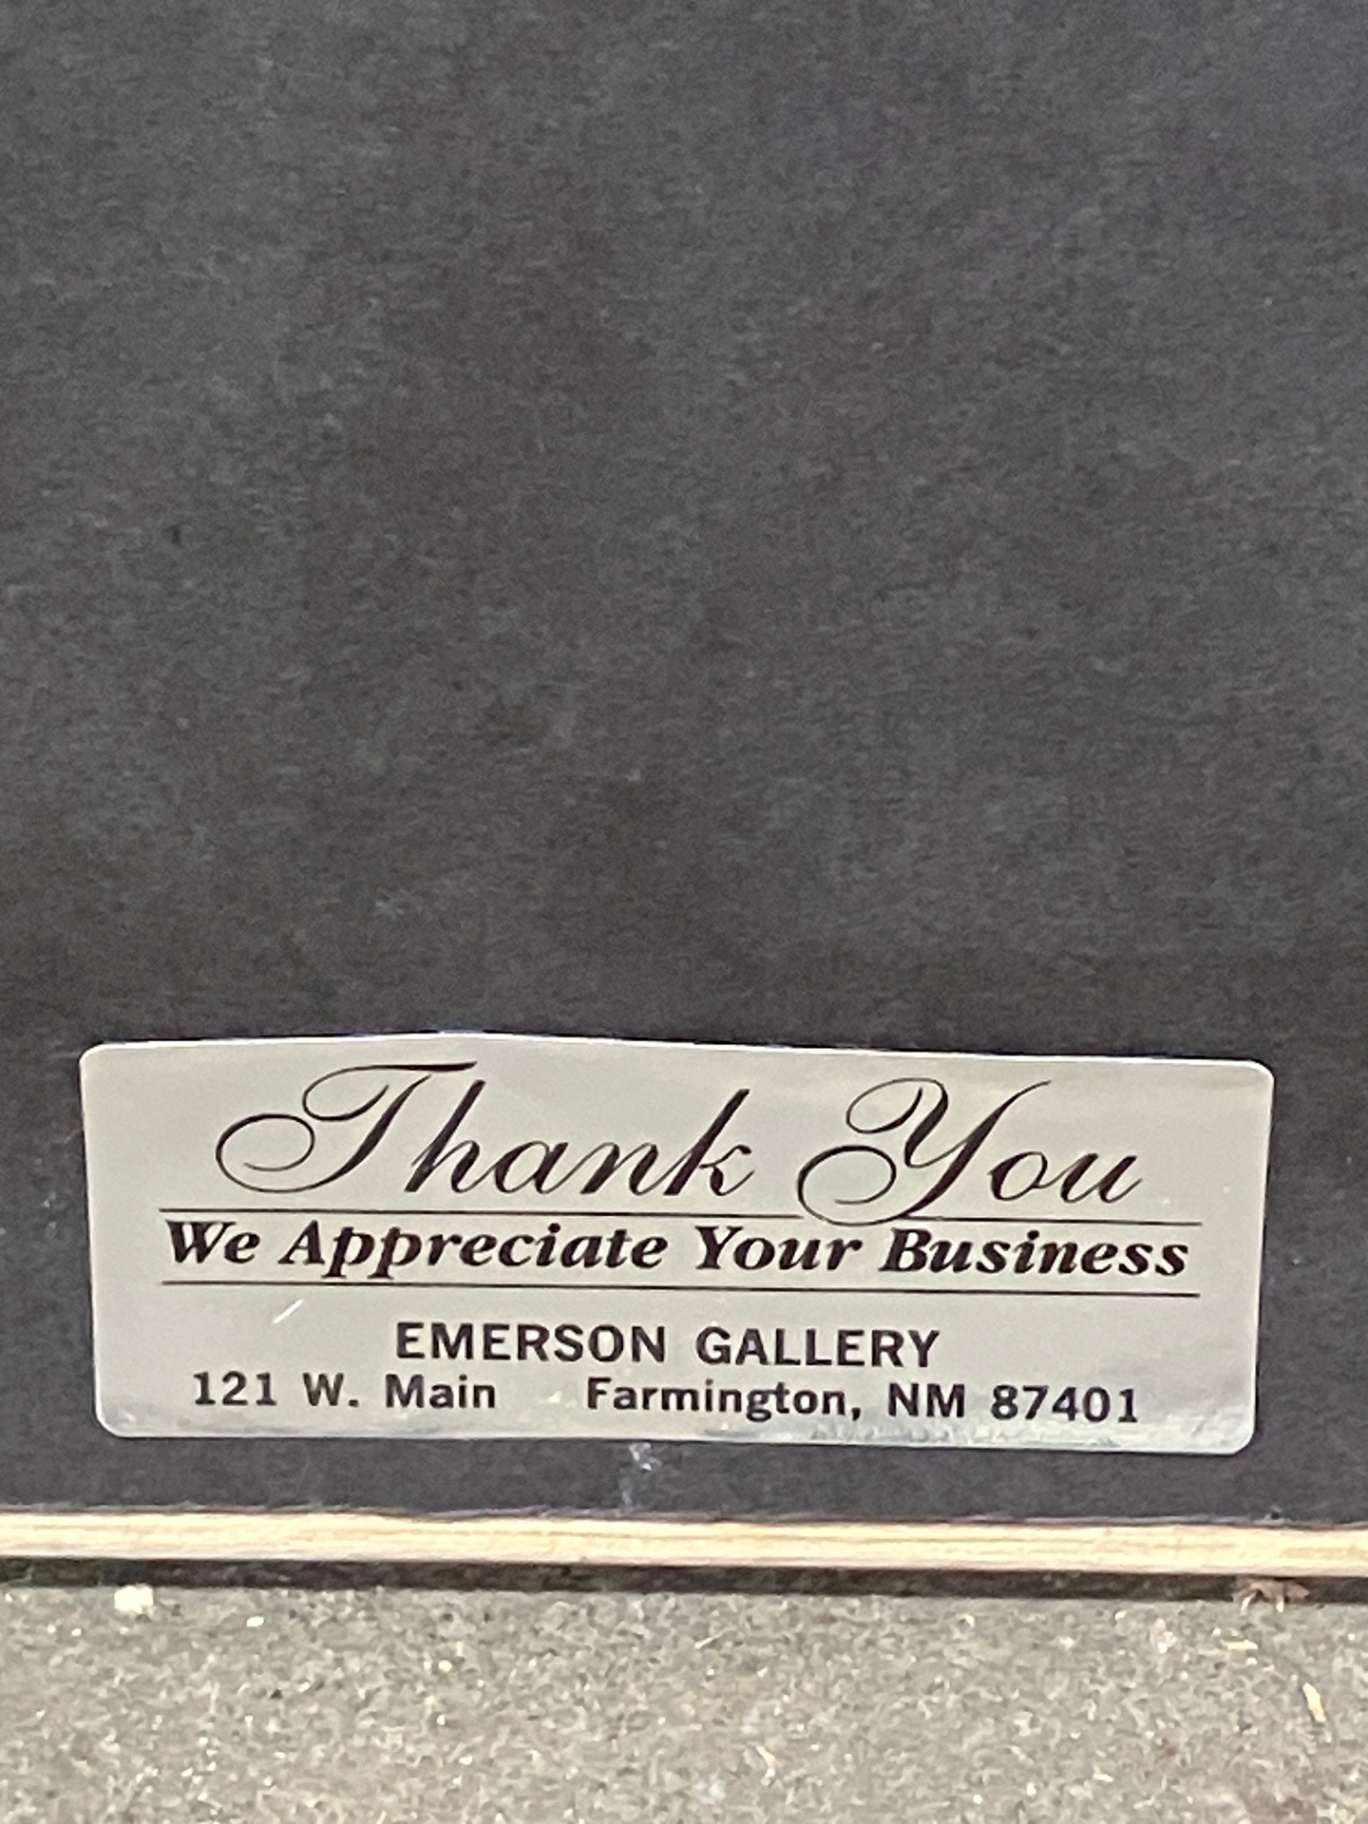 Thank You
We Appreciate Your Business
EMERSON GALLERY
121 W. Main Farmington, NM 87401